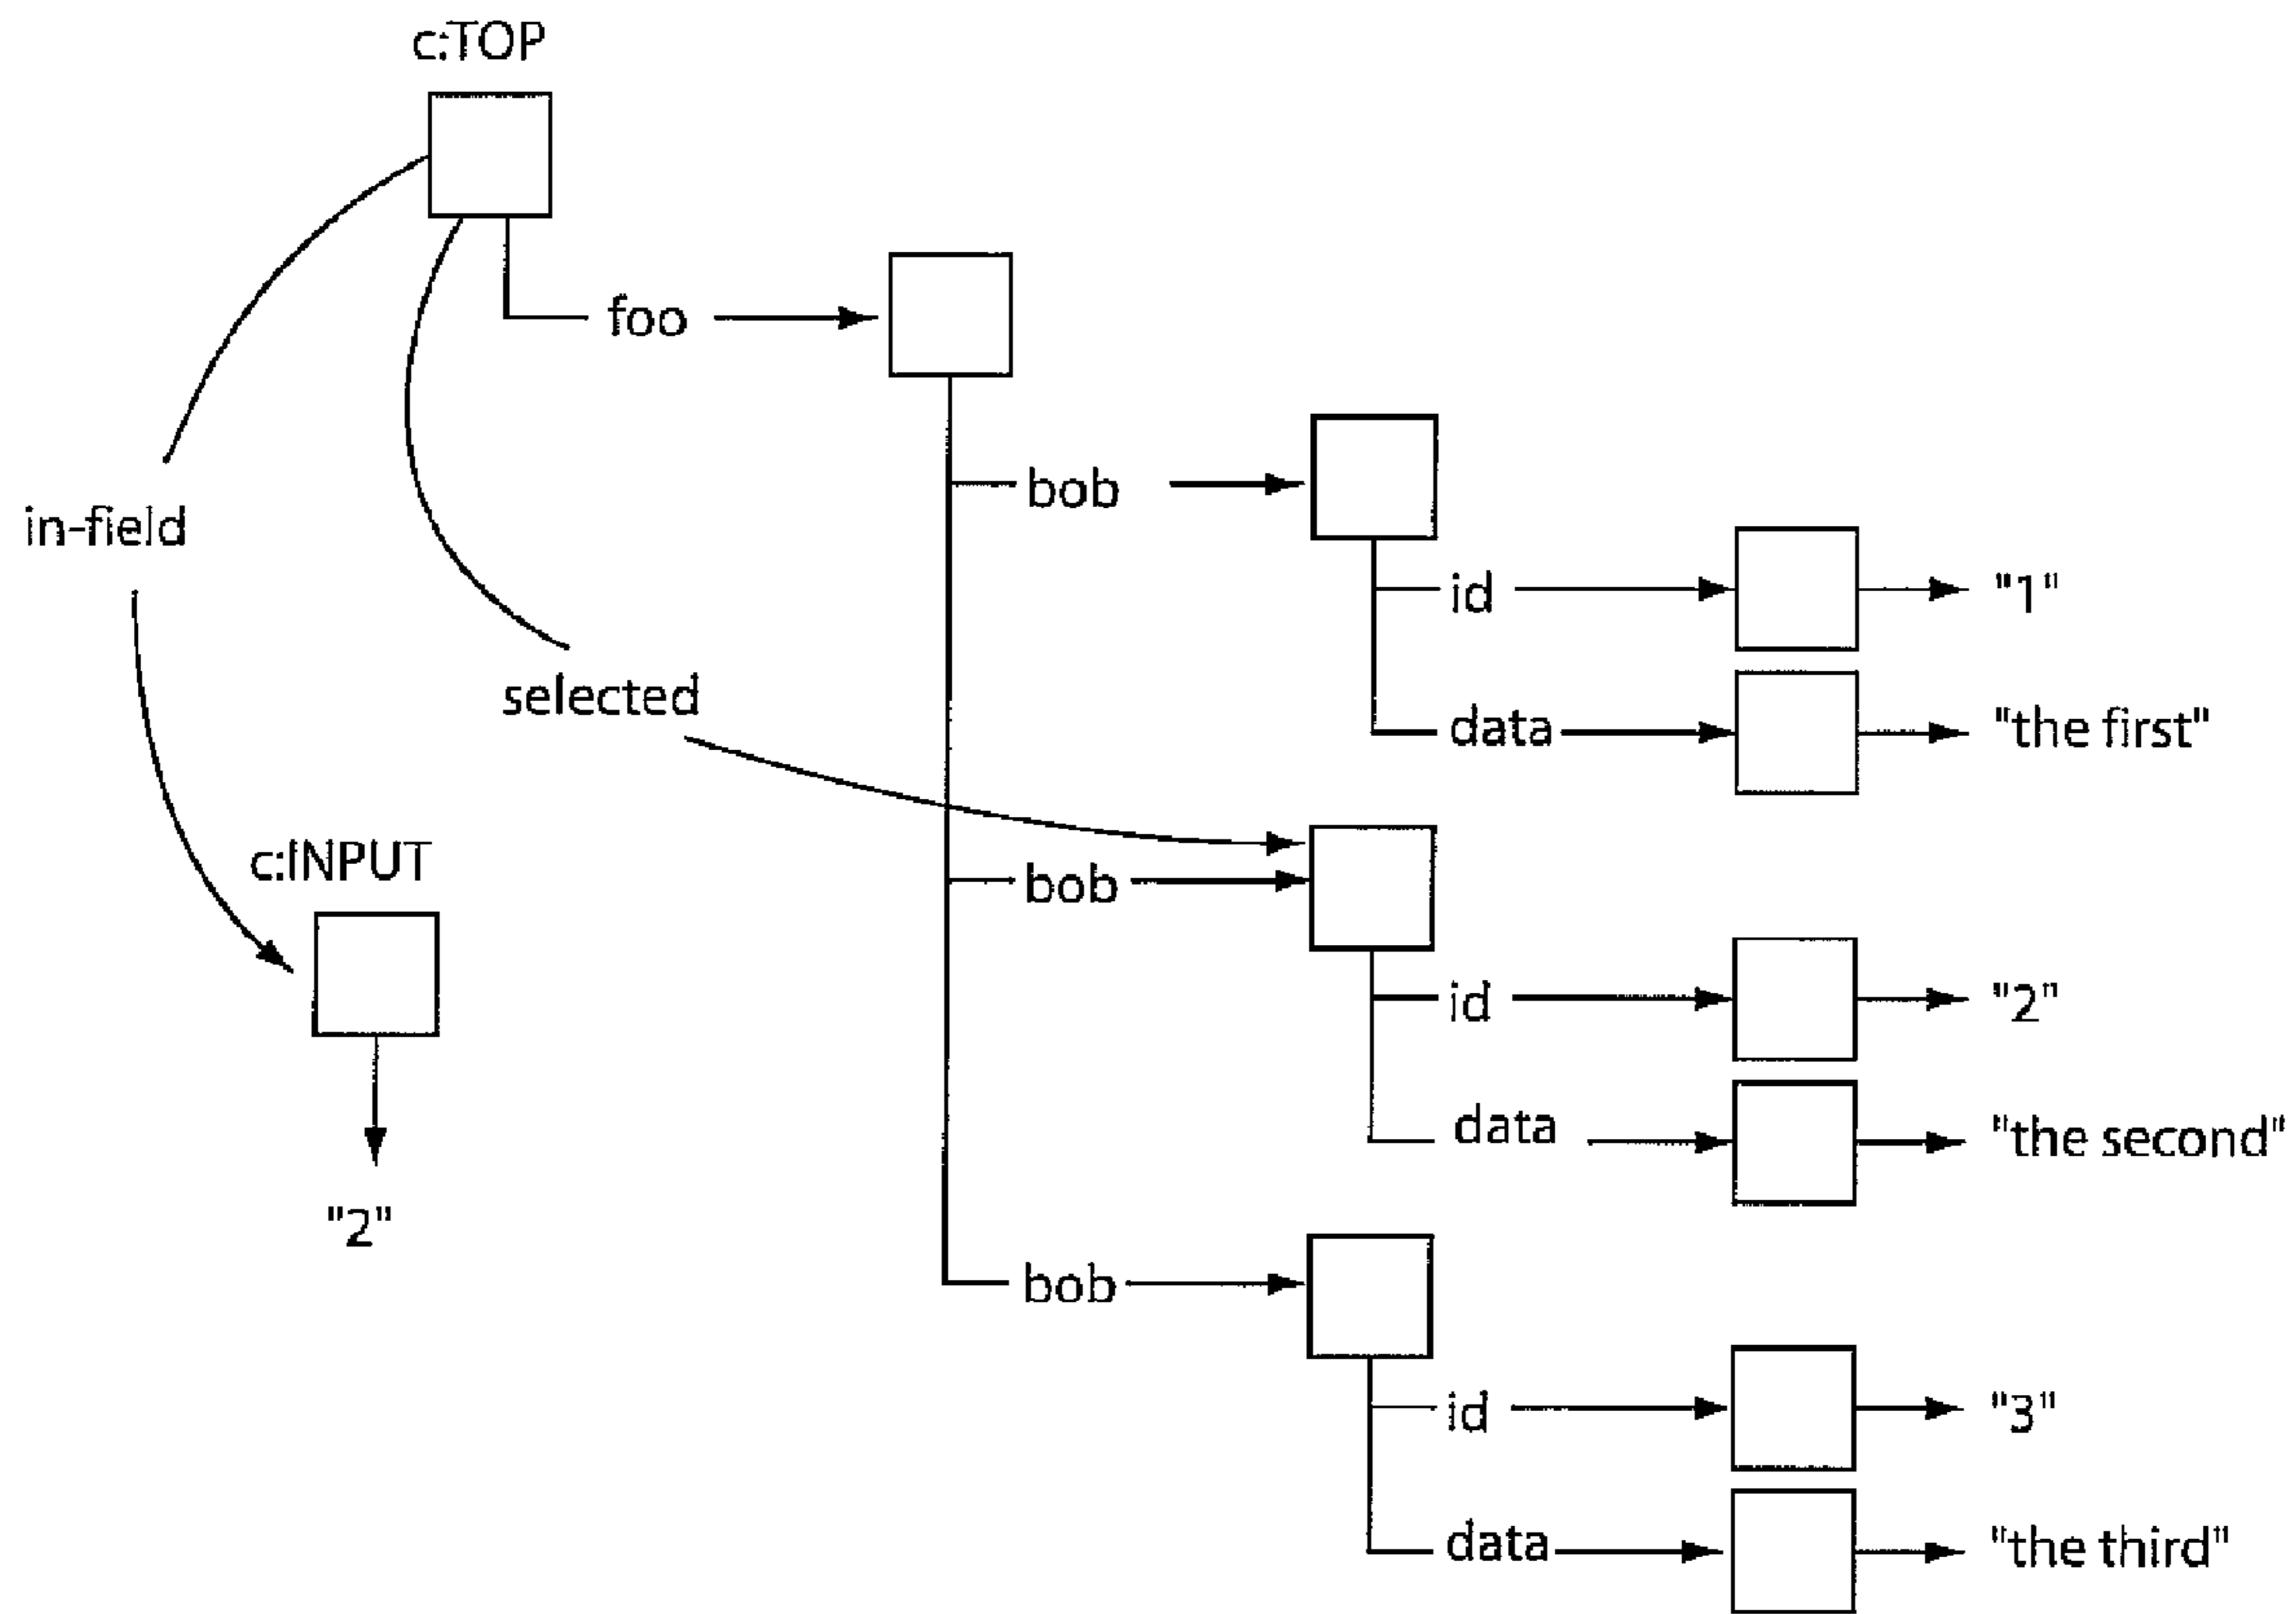 c:TOP
foo
bob
in-field
id
"1"
selected
data
"the first"
c:INPUT
bob
id
"2"
data
"the second"
"2"
bob
id
"3"
data
"the third"